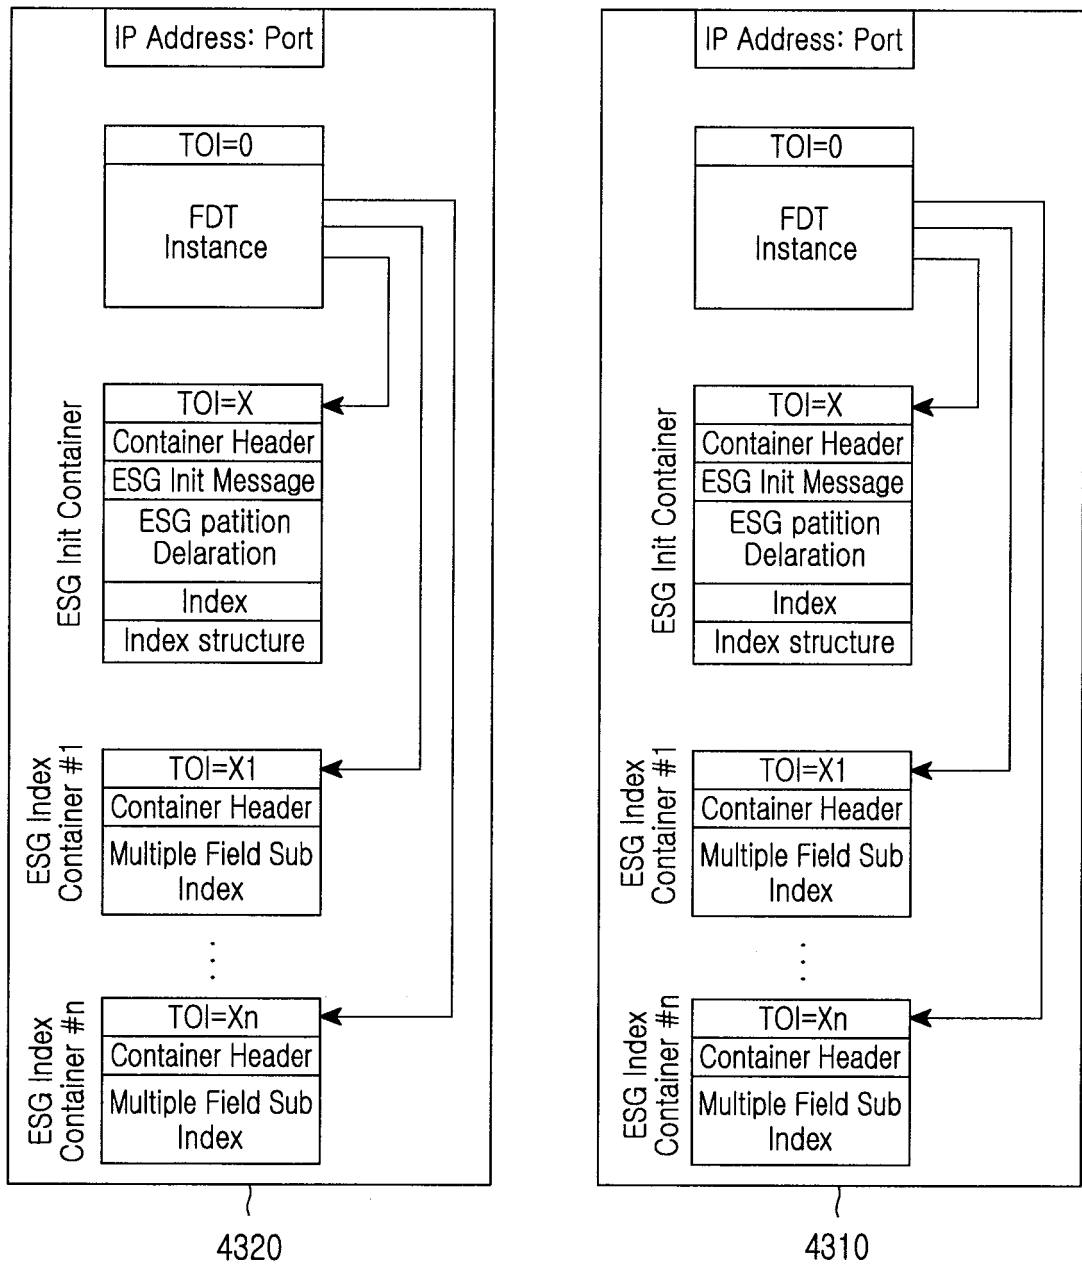 IP Address: Port
TOI=0
FDT
Instance
ESG Init Container
TOI=X
Container Header
ESG Init Message
ESG patition
Delaration
Index
Index structure
ESG Index
Container #1
TOI=X1
Container Header
Multiple Field Sub
Index
ESG Index
Container #n
TOI=Xn
Container Header
Multiple Field Sub
Index
4320
IP Address: Port
TOI=0
FDT
Instance
ESG Init Container
TOI=X
Container Header
ESG Init Message
ESG patition
Delaration
Index
Index structure
ESG Index
Container #1
TOI=X1
Container Header
Multiple Field Sub
Index
ESG Index
Container #n
TOI=Xn
Container Header
Multiple Field Sub
Index
4310